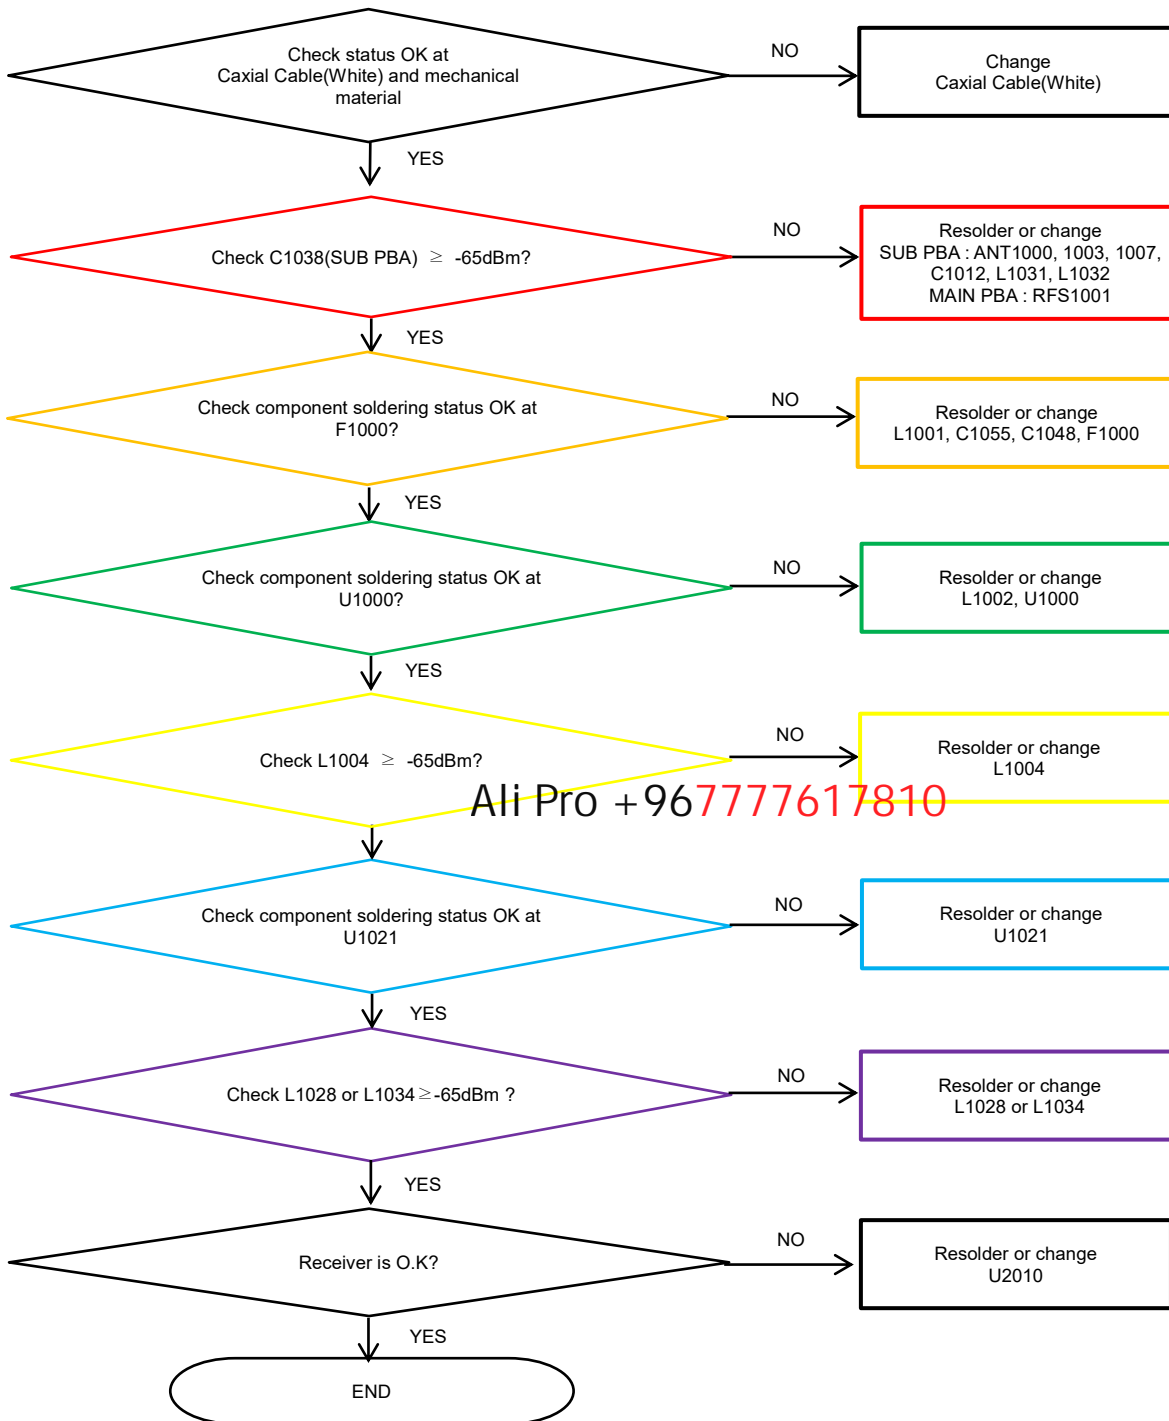 Check status OK at
Caxial Cable(White) and mechanical
material
NO
Change
Caxial Cable(White)
YES
Check C1038(SUB PBA) ≥ -65dBm?
NO
Resolder or change
SUB PBA : ANT1000, 1003, 1007,
C1012, L1031, L1032
MAIN PBA : RFS1001
YES
Check component soldering status OK at
F1000?
NO
Resolder or change
L1001, C1055, C1048, F1000
YES
Check component soldering status OK at
U1000?
NO
Resolder or change
L1002, U1000
YES
Check L1004 ≥ -65dBm?
NO
Resolder or change
L1004
Ali Pro +967777617810
Check component soldering status OK at
U1021
NO
Resolder or change
U1021
YES
Check L1028 or L1034≥-65dBm ?
NO
Resolder or change
L1028 or L1034
YES
Receiver is O.K?
NO
Resolder or change
U2010
YES
END